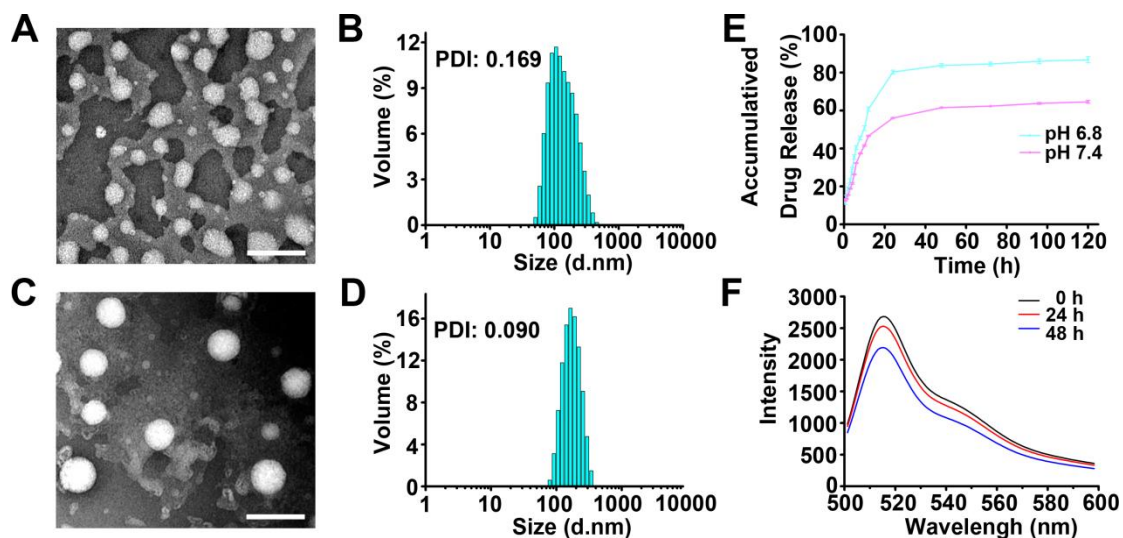 A
B
PDI: 0.169
Volume (%)
12
9
6
3
0
1 10 100 1000 10000
Size (d.nm)
E
Accumulatived
Drug Release (%)
100
80
60
40
20
0
pH 6.8
pH 7.4
0 20 40 60 80 100 120
Time (h)
C
D
PDI: 0.090
Volume (%)
16
12
8
4
0
1 10 100 1000 10000
Size (d.nm)
F
Intensity
3000
2500
2000
1500
1000
500
0
0 h
24 h
48 h
500 520 540 560 580 600
Wavelengh (nm)